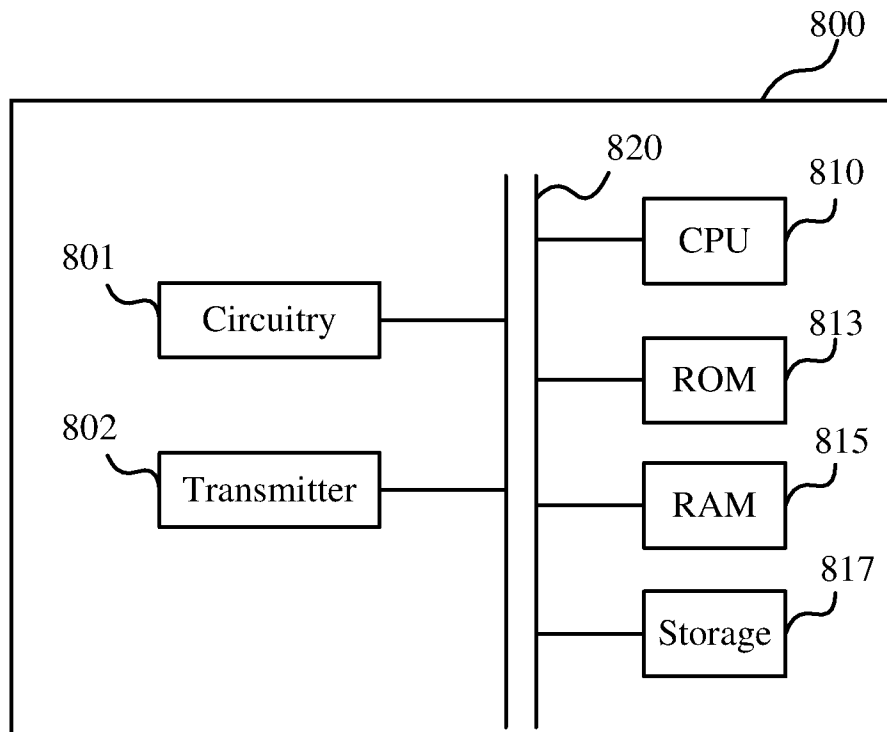 800
820
810
CPU
801
Circuitry
813
ROM
802
Transmitter
815
RAM
817
Storage